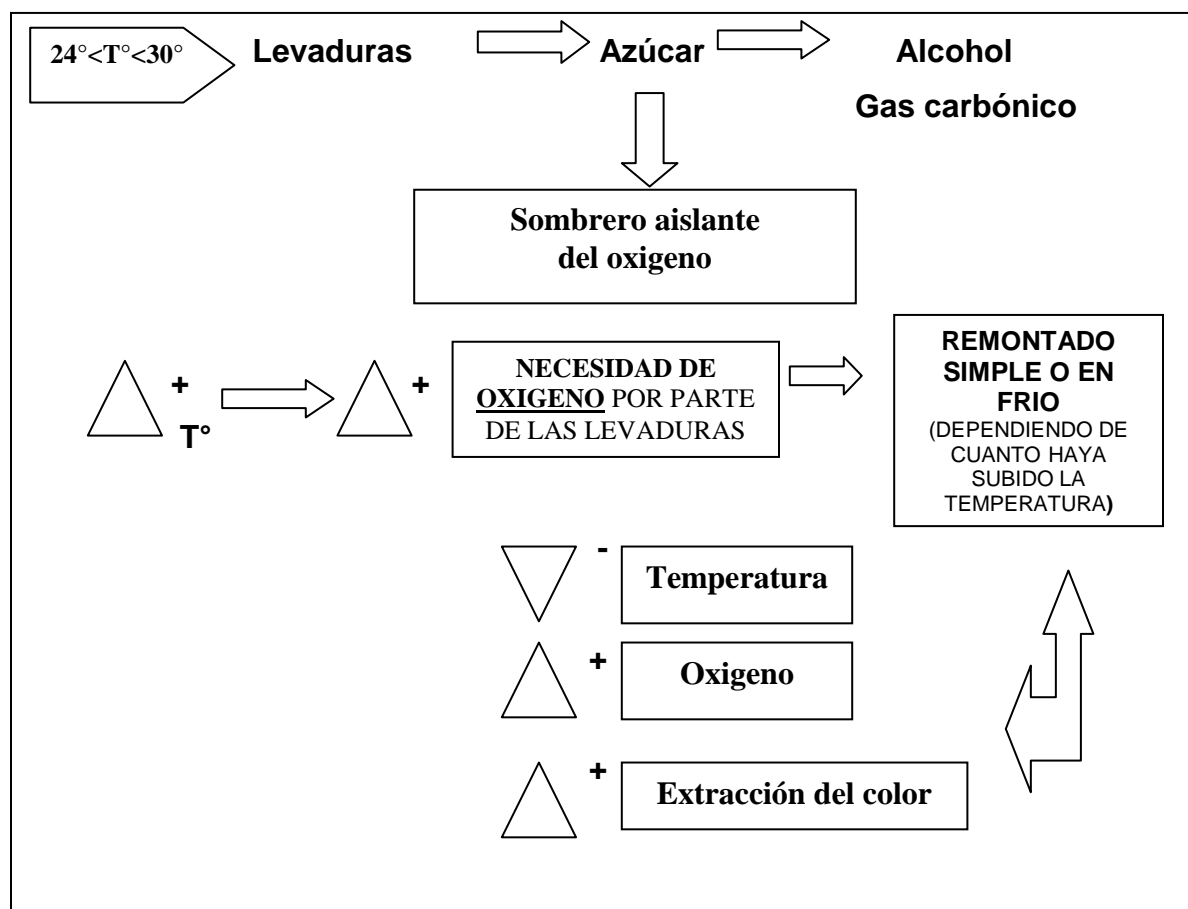 24°<T°<30°
Levaduras
Azúcar
Alcohol
Gas carbónico
Sombrero aislante
del oxigeno
+
T°
+
NECESIDAD DE
OXIGENO POR PARTE
DE LAS LEVADURAS
REMONTADO
SIMPLE O EN
FRIO
(DEPENDIENDO DE
CUANTO HAYA
SUBIDO LA
TEMPERATURA)
-
Temperatura
+
Oxigeno
+
Extracción del color